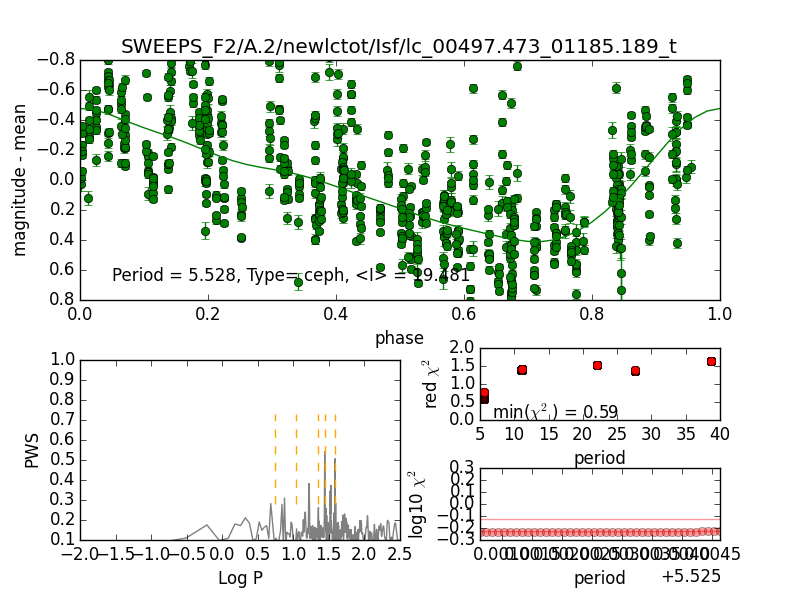 SWEEPS_F2/A.2/newlctot/Isf/lc_00497.473_01185.189_t
−0.8
−0.6
−0.4
−0.2
0.0
0.2
0.4
0.6
0.8
magnitude - mean
Period = 5.528, Type= ceph, <I> = 19.481
0.0 0.2 0.4 0.6 0.8 1.0
phase
1.0
0.9
0.8
0.7
0.6
0.5
0.4
0.3
0.2
0.1
PWS
−2.0 −1.5 −1.0 −0.5 0.0 0.5 1.0 1.5 2.0 2.5
Log P
2.0
1.5
1.0
0.5
0.0
red χ²
min(χ²) = 0.59
5 10 15 20 25 30 35 40
period
0.3
0.2
0.1
0.0
−0.1
−0.2
−0.3
log10 χ²
period
+5.525